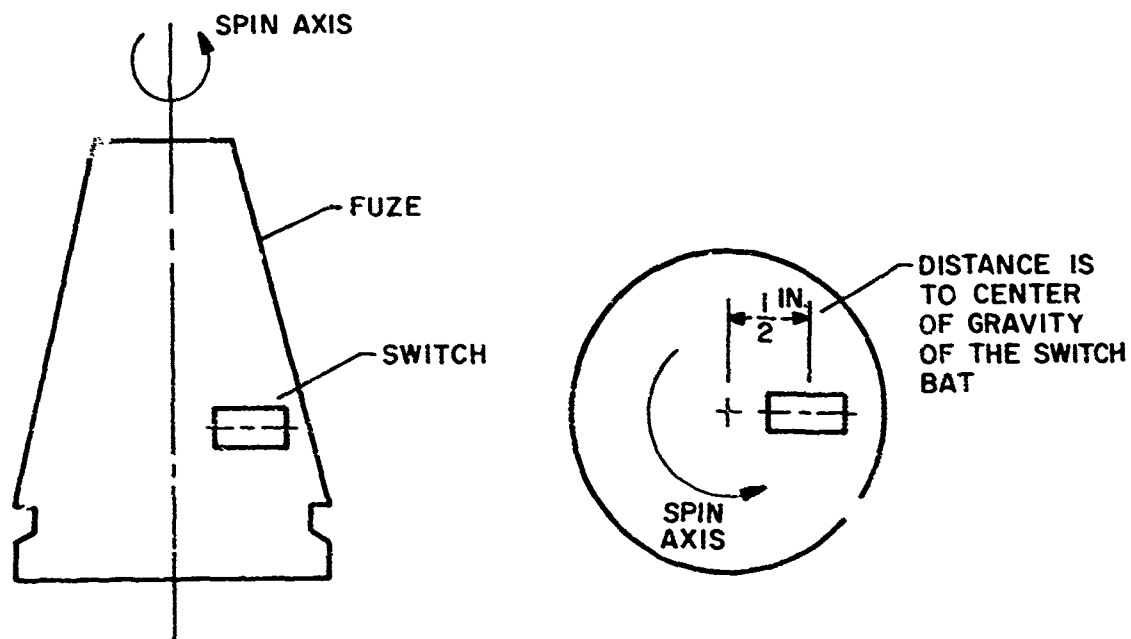 SPIN AXIS
FUZE
SWITCH
1/2 IN.
DISTANCE IS
TO CENTER
OF GRAVITY
OF THE SWITCH
BAT
SPIN
AXIS